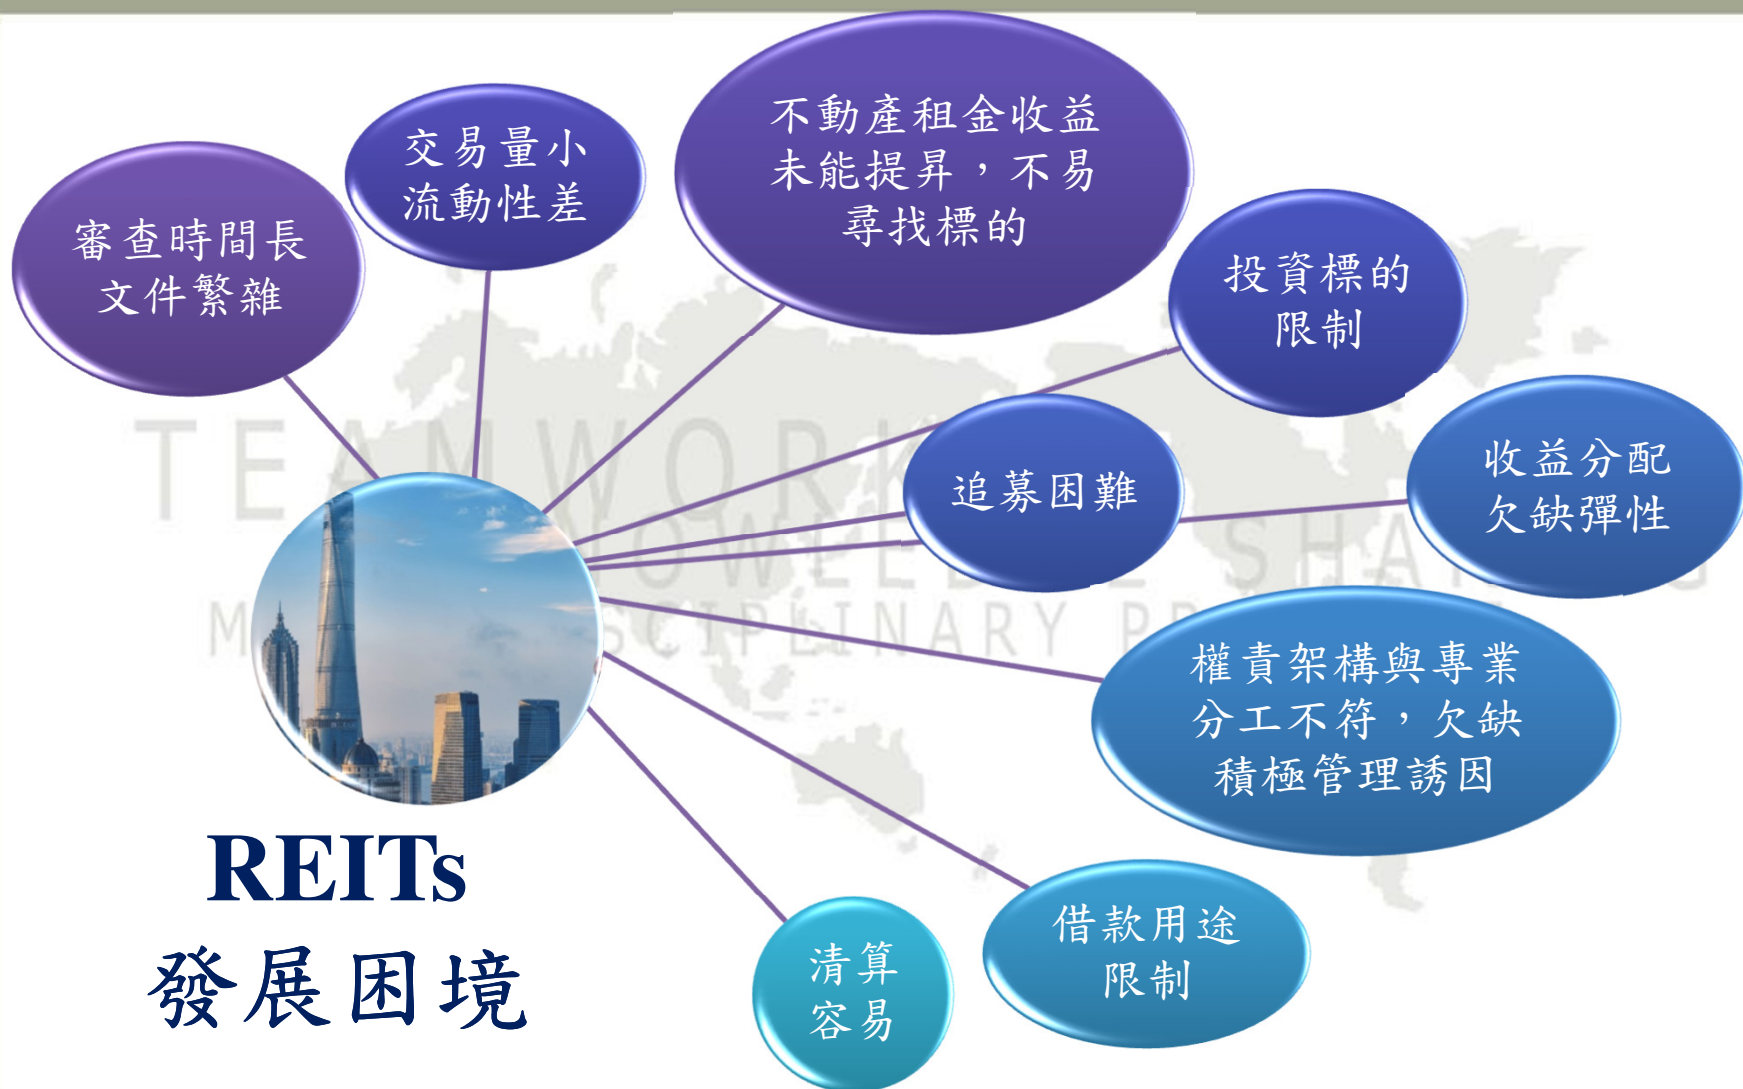 審查時間長
文件繁雜
交易量小
流動性差
不動產租金收益
未能提昇，不易
尋找標的
投資標的
限制
追募困難
收益分配
欠缺彈性
權責架構與專業
分工不符，欠缺
積極管理誘因
借款用途
限制
清算
容易
REITs
發展困境
TEAMWORK
SHA